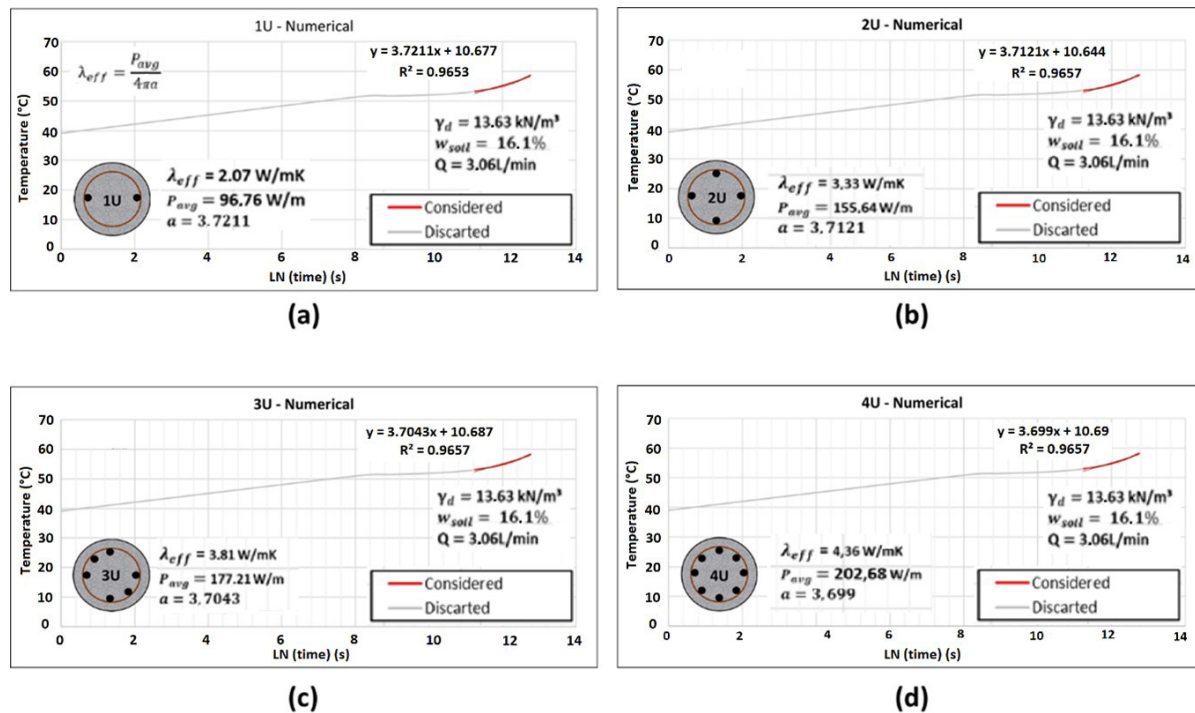 1U - Numerical
70
60
50
40
30
20
10
0
Temperature (°C)
λeff = Pavg / 4πa
y = 3.7211x + 10.677
R² = 0.9653
γd = 13.63 kN/m³
wsoil = 16.1%
Q = 3.06L/min
1U
λeff = 2.07 W/mK
Pavg = 96.76 W/m
a = 3.7211
Considered
Discarted
0 2 4 6 8 10 12 14
LN (time) (s)
(a)
2U - Numerical
70
60
50
40
30
20
10
0
Temperature (°C)
y = 3.7121x + 10.644
R² = 0.9657
γd = 13.63 kN/m³
wsoil = 16.1%
Q = 3.06L/min
2U
λeff = 3,33 W/mK
Pavg = 155.64 W/m
a = 3,7121
Considered
Discarted
0 2 4 6 8 10 12 14
LN (time) (s)
(b)
3U - Numerical
70
60
50
40
30
20
10
0
Temperature (°C)
y = 3.7043x + 10.687
R² = 0.9657
γd = 13.63 kN/m³
wsoil = 16.1%
Q = 3.06L/min
3U
λeff = 3.81 W/mK
Pavg = 177.21 W/m
a = 3,7043
Considered
Discarted
0 2 4 6 8 10 12 14
LN (time) (s)
(c)
4U - Numerical
70
60
50
40
30
20
10
0
Temperature (°C)
y = 3.699x + 10.69
R² = 0.9657
γd = 13.63 kN/m³
wsoil = 16.1%
Q = 3.06L/min
4U
λeff = 4,36 W/mK
Pavg = 202,68 W/m
a = 3,699
Considered
Discarted
0 2 4 6 8 10 12 14
LN (time) (s)
(d)